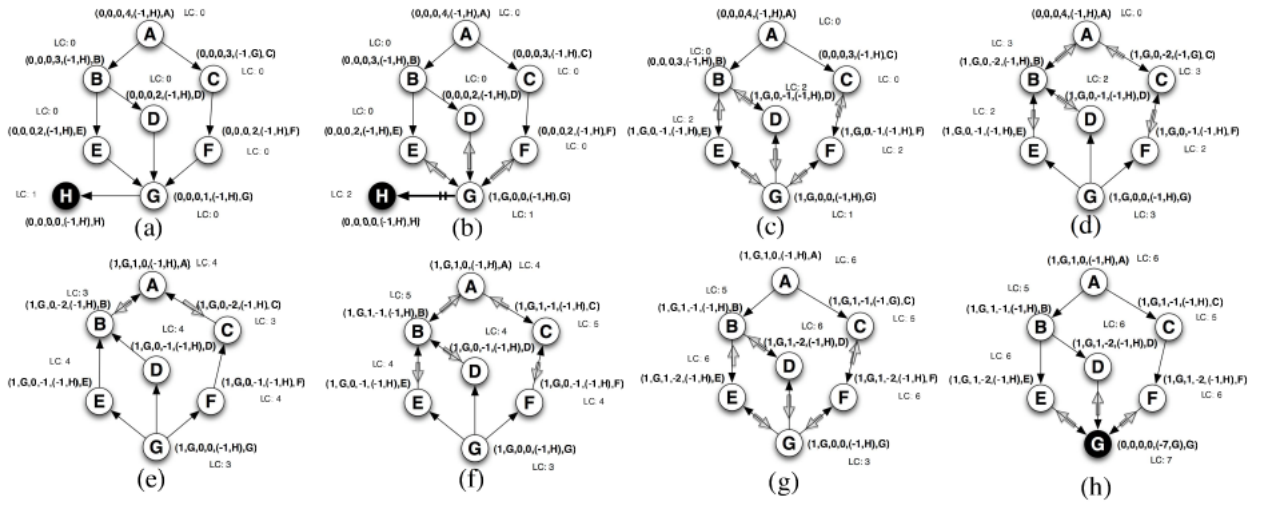 (0,0,0,4,(-1,H),A) LC: 0
A
LC: 0
(0,0,0,3,(-1,H),B)
(0,0,0,3,(-1,G),C)
LC: 0
B
C
LC: 0
(0,0,0,2,(-1,H),D)
D
LC: 0
(0,0,0,2,(-1,H),E)
(0,0,0,2,(-1,H),F)
LC: 0
E
F
LC: 1
H
G
(0,0,0,1,(-1,H),G)
LC: 0
(0,0,0,0,(-1,H),H)
(a)
(0,0,0,4,(-1,H),A) LC: 0
A
LC: 0
(0,0,0,3,(-1,H),B)
(0,0,0,3,(-1,H),C)
LC: 0
B
C
LC: 0
(0,0,0,2,(-1,H),D)
D
LC: 0
(0,0,0,2,(-1,H),E)
(0,0,0,2,(-1,H),F)
LC: 0
E
F
LC: 2
H
G
(1,G,0,0,(-1,H),G)
LC: 1
(0,0,0,0,(-1,H),H)
(b)
(0,0,0,4,(-1,H),A) LC: 0
A
LC: 0
(0,0,0,3,(-1,H),B)
(0,0,0,3,(-1,H),C)
LC: 0
B
C
LC: 2
(1,G,0,-1,(-1,H),D)
D
LC: 2
(1,G,0,-1,(-1,H),E)
(1,G,0,-1,(-1,H),F)
LC: 2
E
F
G
(1,G,0,0,(-1,H),G)
LC: 1
(c)
(0,0,0,4,(-1,H),A) LC: 0
A
LC: 3
(1,G,0,-2,(-1,H),B)
(1,G,0,-2,(-1,G),C)
LC: 3
B
C
LC: 2
(1,G,0,-1,(-1,H),D)
D
LC: 2
(1,G,0,-1,(-1,H),E)
(1,G,0,-1,(-1,H),F)
LC: 2
E
F
G
(1,G,0,0,(-1,H),G)
LC: 3
(d)
(1,G,1,0,(-1,H),A) LC: 4
A
LC: 3
(1,G,0,-2,(-1,H),B)
(1,G,0,-2,(-1,H),C)
LC: 3
B
C
LC: 4
(1,G,0,-1,(-1,H),D)
D
LC: 4
(1,G,0,-1,(-1,H),E)
(1,G,0,-1,(-1,H),F)
LC: 4
E
F
G
(1,G,0,0,(-1,H),G)
LC: 3
(e)
(1,G,1,0,(-1,H),A) LC: 4
A
LC: 5
(1,G,1,-1,(-1,H),B)
(1,G,1,-1,(-1,H),C)
LC: 5
B
C
LC: 4
(1,G,0,-1,(-1,H),D)
D
LC: 4
(1,G,0,-1,(-1,H),E)
(1,G,0,-1,(-1,H),F)
LC: 4
E
F
G
(1,G,0,0,(-1,H),G)
LC: 3
(f)
(1,G,1,0,(-1,H),A) LC: 6
A
LC: 5
(1,G,1,-1,(-1,H),B)
(1,G,1,-1,(-1,G),C)
LC: 5
B
C
LC: 6
(1,G,1,-2,(-1,H),D)
D
LC: 6
(1,G,1,-2,(-1,H),E)
(1,G,1,-2,(-1,H),F)
LC: 6
E
F
G
(1,G,0,0,(-1,H),G)
LC: 3
(g)
(1,G,1,0,(-1,H),A) LC: 6
A
LC: 5
(1,G,1,-1,(-1,H),B)
(1,G,1,-1,(-1,H),C)
LC: 5
B
C
LC: 6
(1,G,1,-2,(-1,H),D)
D
LC: 6
(1,G,1,-2,(-1,H),E)
(1,G,1,-2,(-1,H),F)
LC: 6
E
F
G
(0,0,0,0,(-7,G),G)
LC: 7
(h)